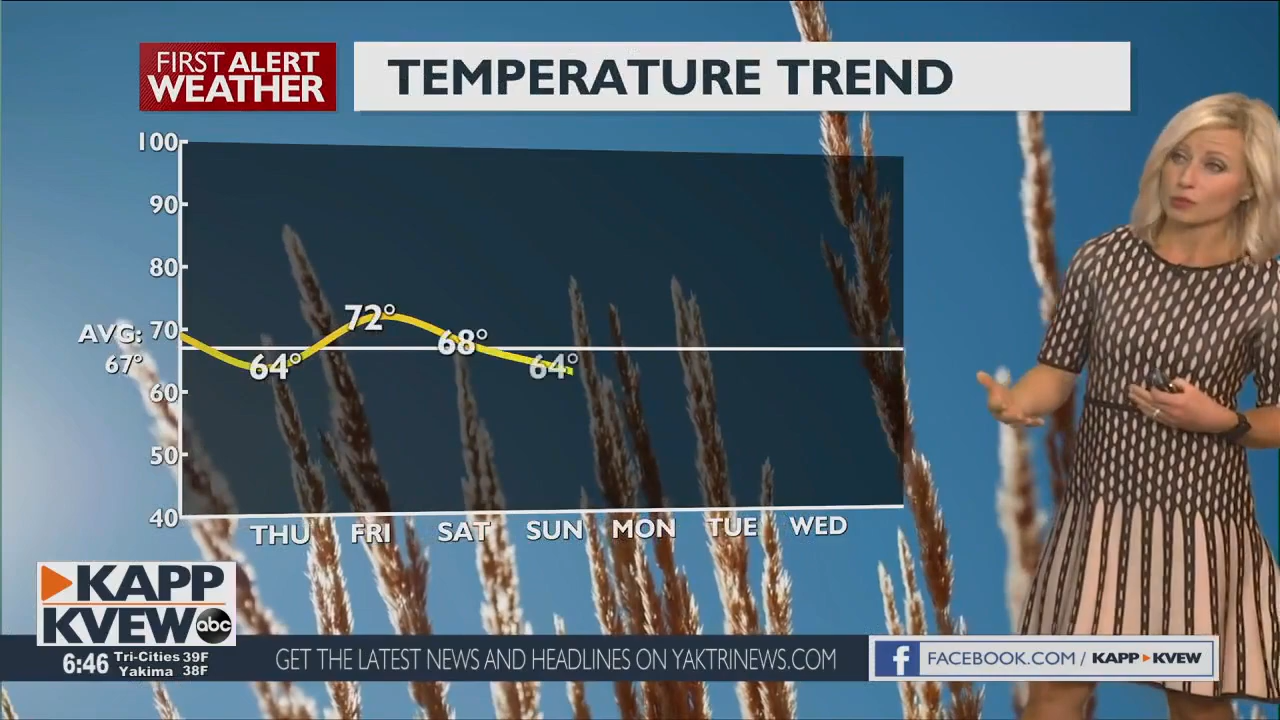 FIRST ALERT
WEATHER
TEMPERATURE TREND
100
90
80
70
AVG:
67°
60
50
40
64°
72°
68°
64°
THU FRI SAT SUN MON TUE WED
KAPP
KVEW abc
6:46 Tri-Cities 39F
Yakima 38F
GET THE LATEST NEWS AND HEADLINES ON YAKTRINEWS.COM
f FACEBOOK.COM / KAPP KVEW